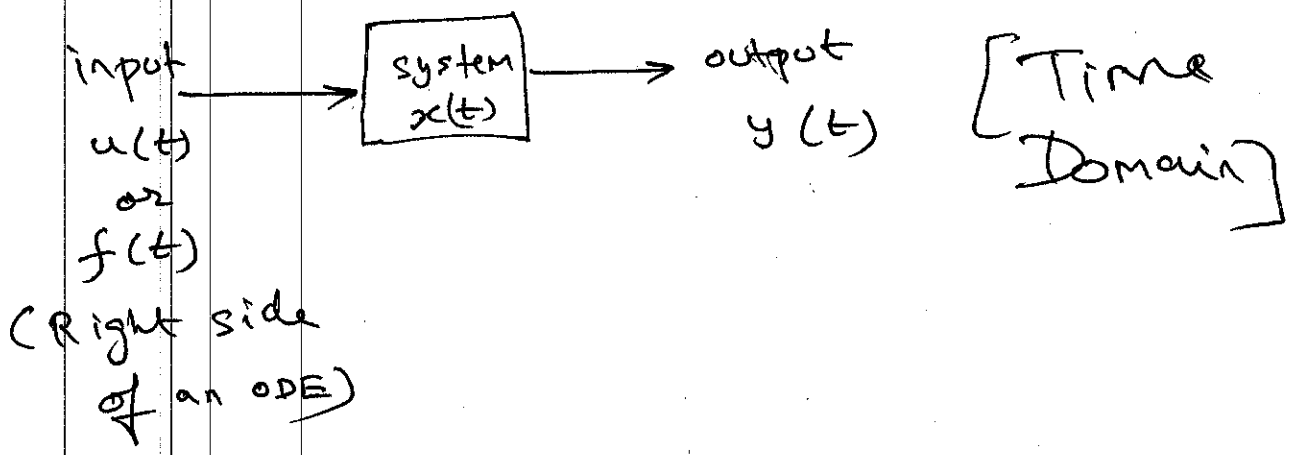 input
u(t)
or
f(t)
(Right side
of an ODE)
system
x(t)
output
y(t)
[Time
Domain]